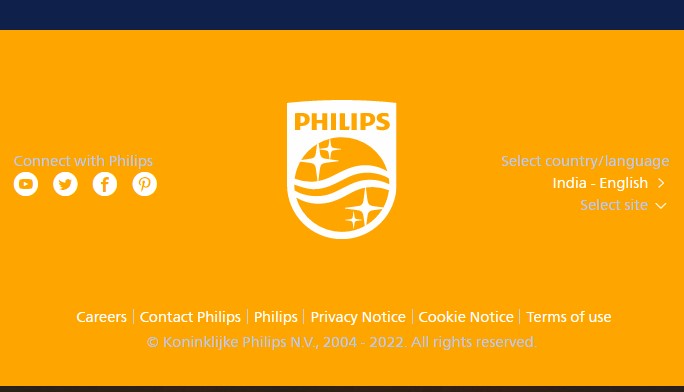 PHILIPS
Connect with Philips
Select country/language
India - English
Select site
Careers | Contact Philips | Philips | Privacy Notice | Cookie Notice | Terms of use
© Koninklijke Philips N.V., 2004 - 2022. All rights reserved.